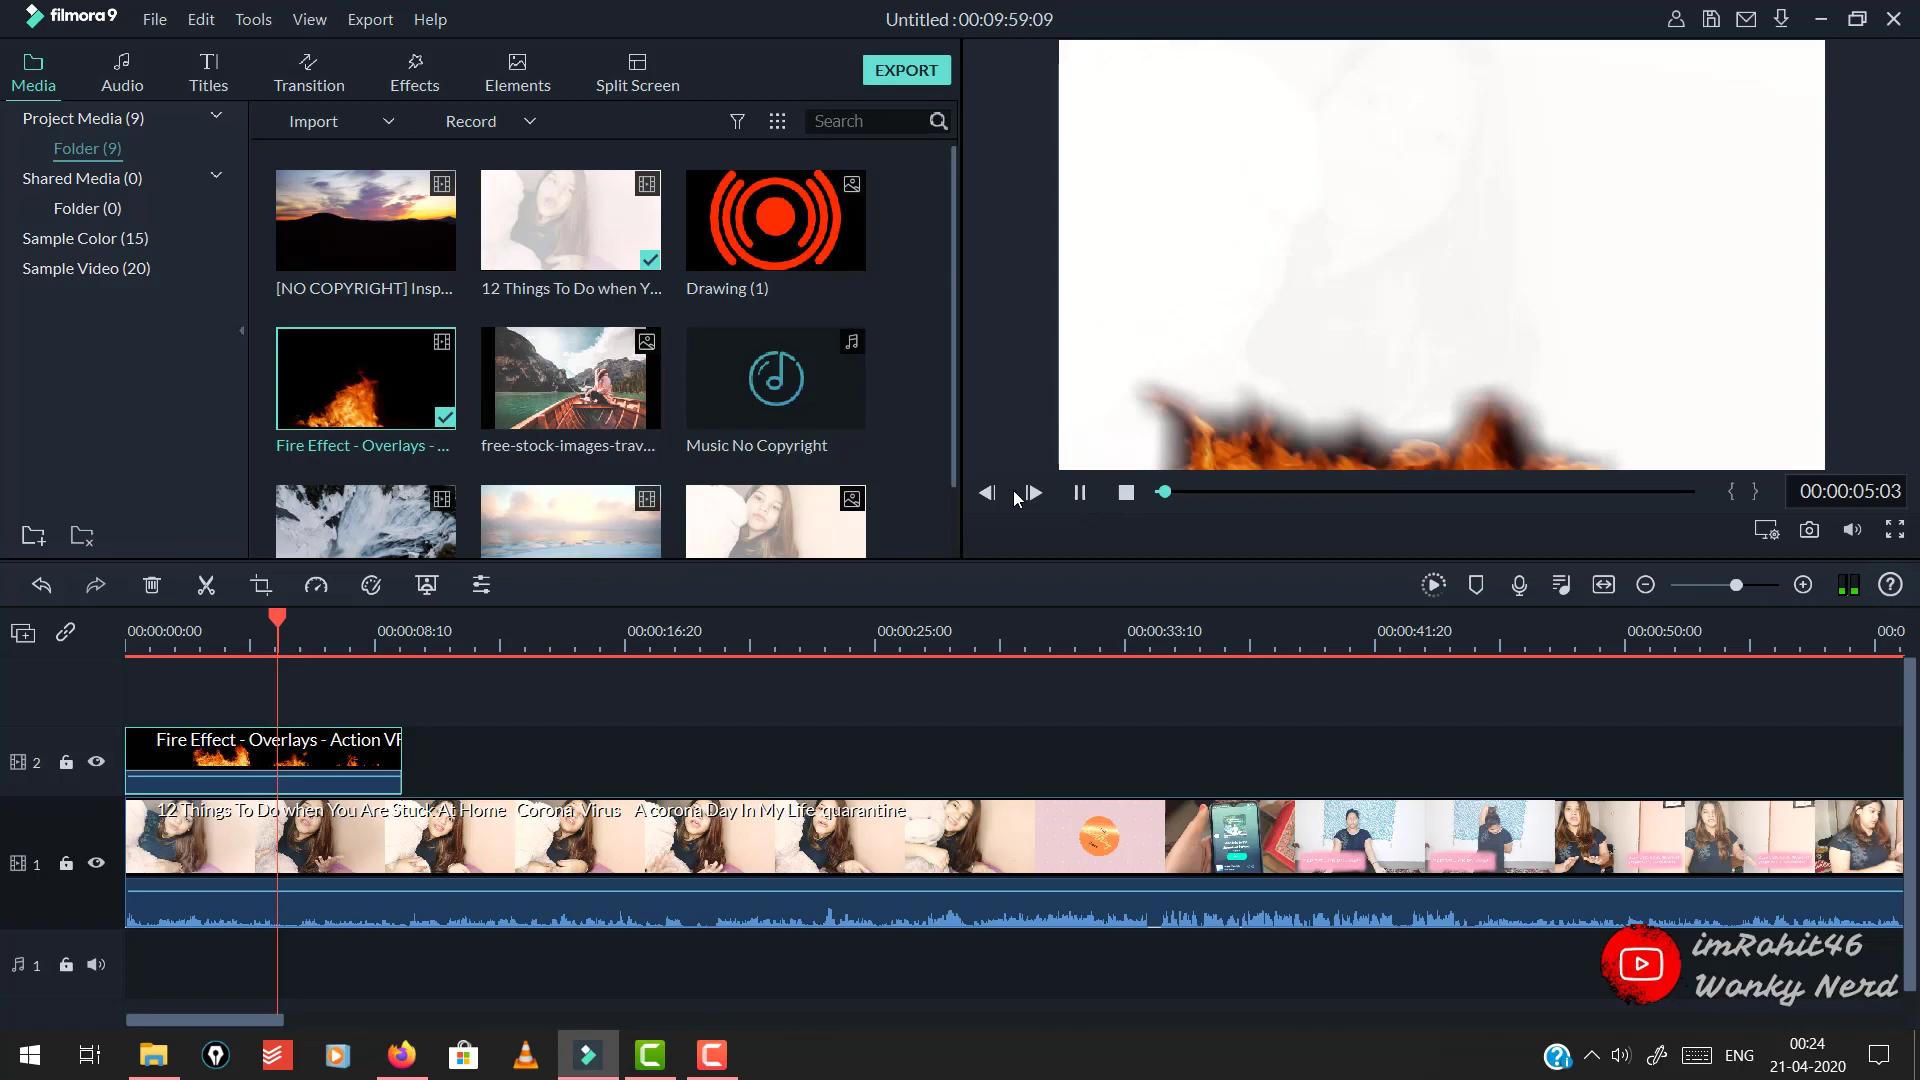 filmora9
File Edit Tools View Export Help
Untitled : 00:09:59:09
Media Audio Titles Transition Effects Elements Split Screen
EXPORT
Project Media (9)
Folder (9)
Shared Media (0)
Folder (0)
Sample Color (15)
Sample Video (20)
Import Record Search
[NO COPYRIGHT] Insp...
12 Things To Do when Y...
Drawing (1)
Fire Effect - Overlays - ...
free-stock-images-trav...
Music No Copyright
{ } 00:00:05:03
00:00:00:00 00:00:08:10 00:00:16:20 00:00:25:00 00:00:33:10 00:00:41:20 00:00:50:00 00:0
2
Fire Effect - Overlays - Action VF
1
12 Things To Do when You Are Stuck At Home Corona Virus A corona Day In My Life quarantine
1
imRohit46
Wonky Nerd
ENG
00:24
21-04-2020